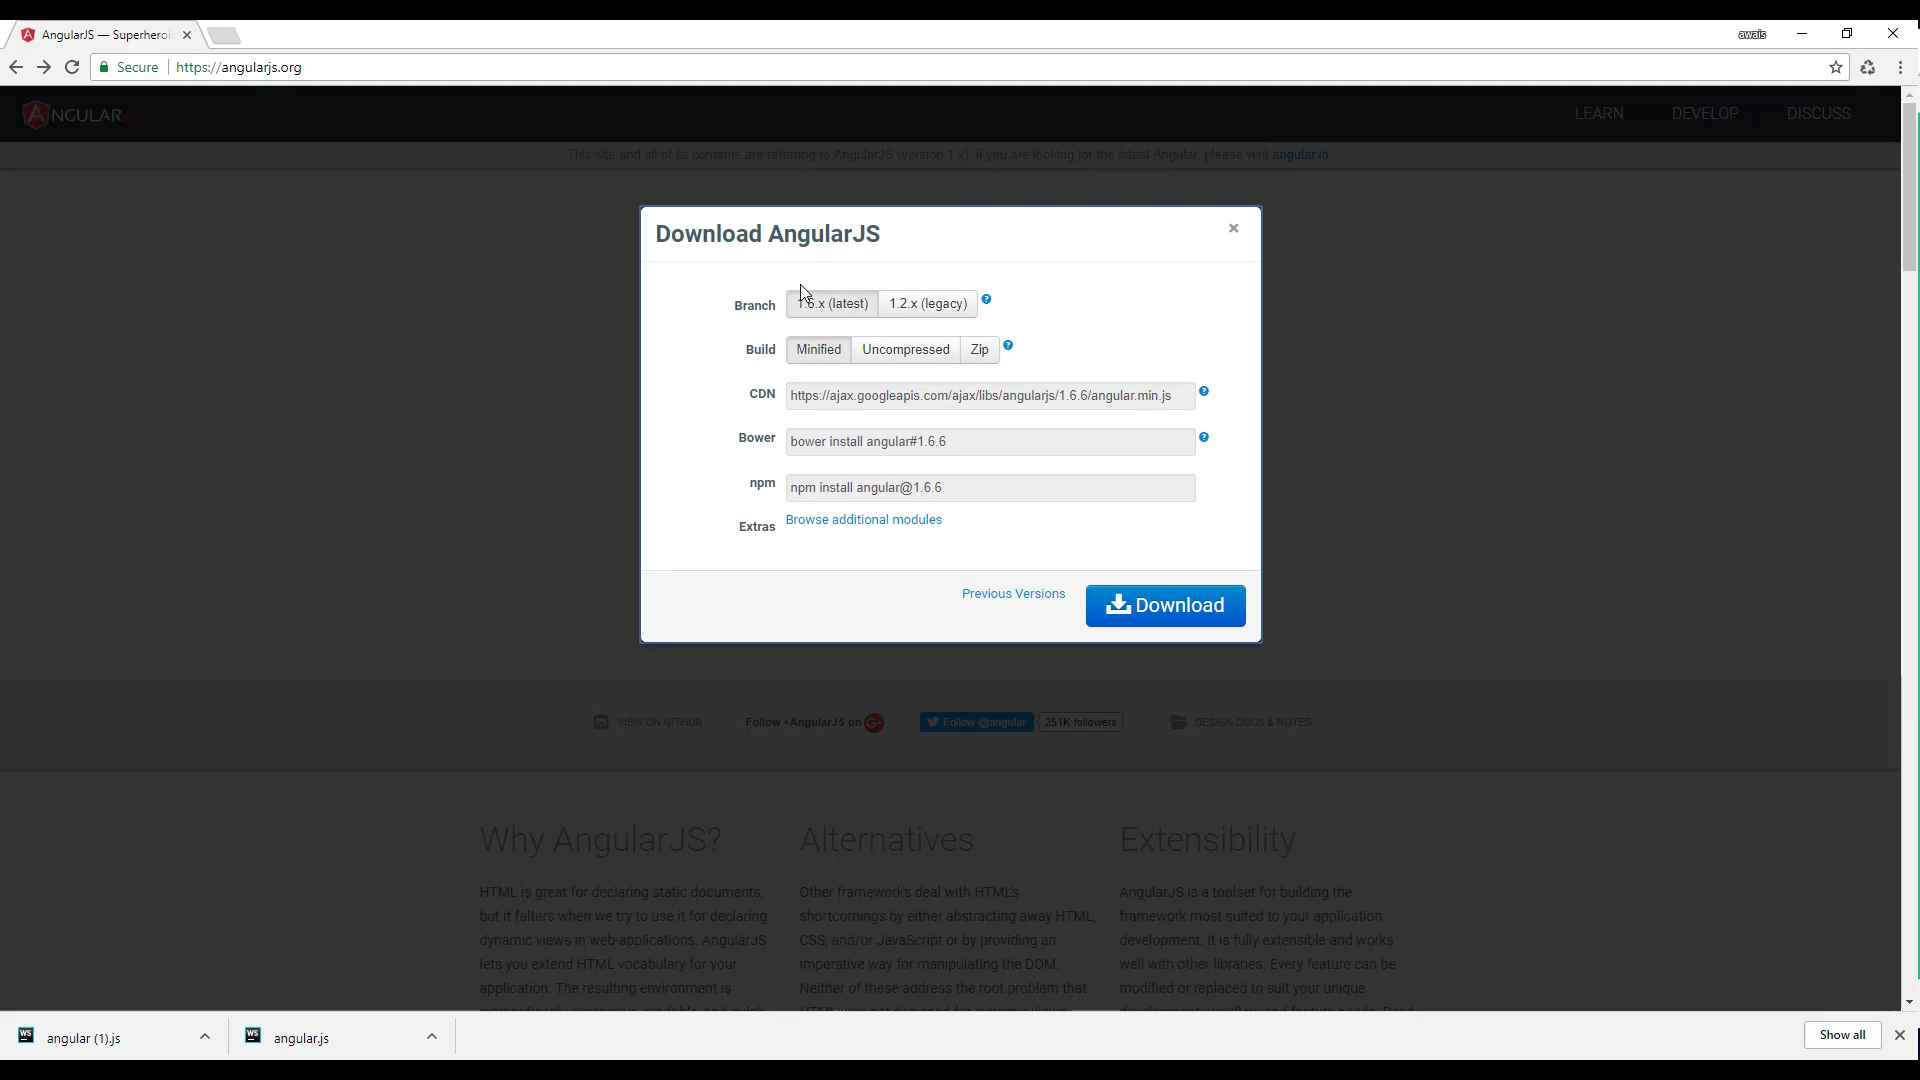 AngularJS — Superheroi
awais
Secure
https://angularjs.org
ANGULARJS
LEARN
DEVELOP
DISCUSS
This site and all of its contents are referring to AngularJS (version 1.x), if you are looking for the latest Angular, please visit angular.io
Download AngularJS
×
Branch
1.6.x (latest)
1.2.x (legacy)
?
Build
Minified
Uncompressed
Zip
?
CDN
https://ajax.googleapis.com/ajax/libs/angularjs/1.6.6/angular.min.js
?
Bower
bower install angular#1.6.6
?
npm
npm install angular@1.6.6
Extras
Browse additional modules
Previous Versions
Download
VIEW ON GITHUB
Follow +AngularJS on G+
Follow @angular
251K followers
DESIGN DOCS & NOTES
Why AngularJS?
HTML is great for declaring static documents,
but it falters when we try to use it for declaring
dynamic views in web-applications. AngularJS
lets you extend HTML vocabulary for your
application. The resulting environment is
Alternatives
Other frameworks deal with HTML's
shortcomings by either abstracting away HTML,
CSS, and/or JavaScript or by providing an
imperative way for manipulating the DOM.
Neither of these address the root problem that
Extensibility
AngularJS is a toolset for building the
framework most suited to your application
development. It is fully extensible and works
well with other libraries. Every feature can be
modified or replaced to suit your unique
WS
angular (1).js
WS
angular.js
Show all